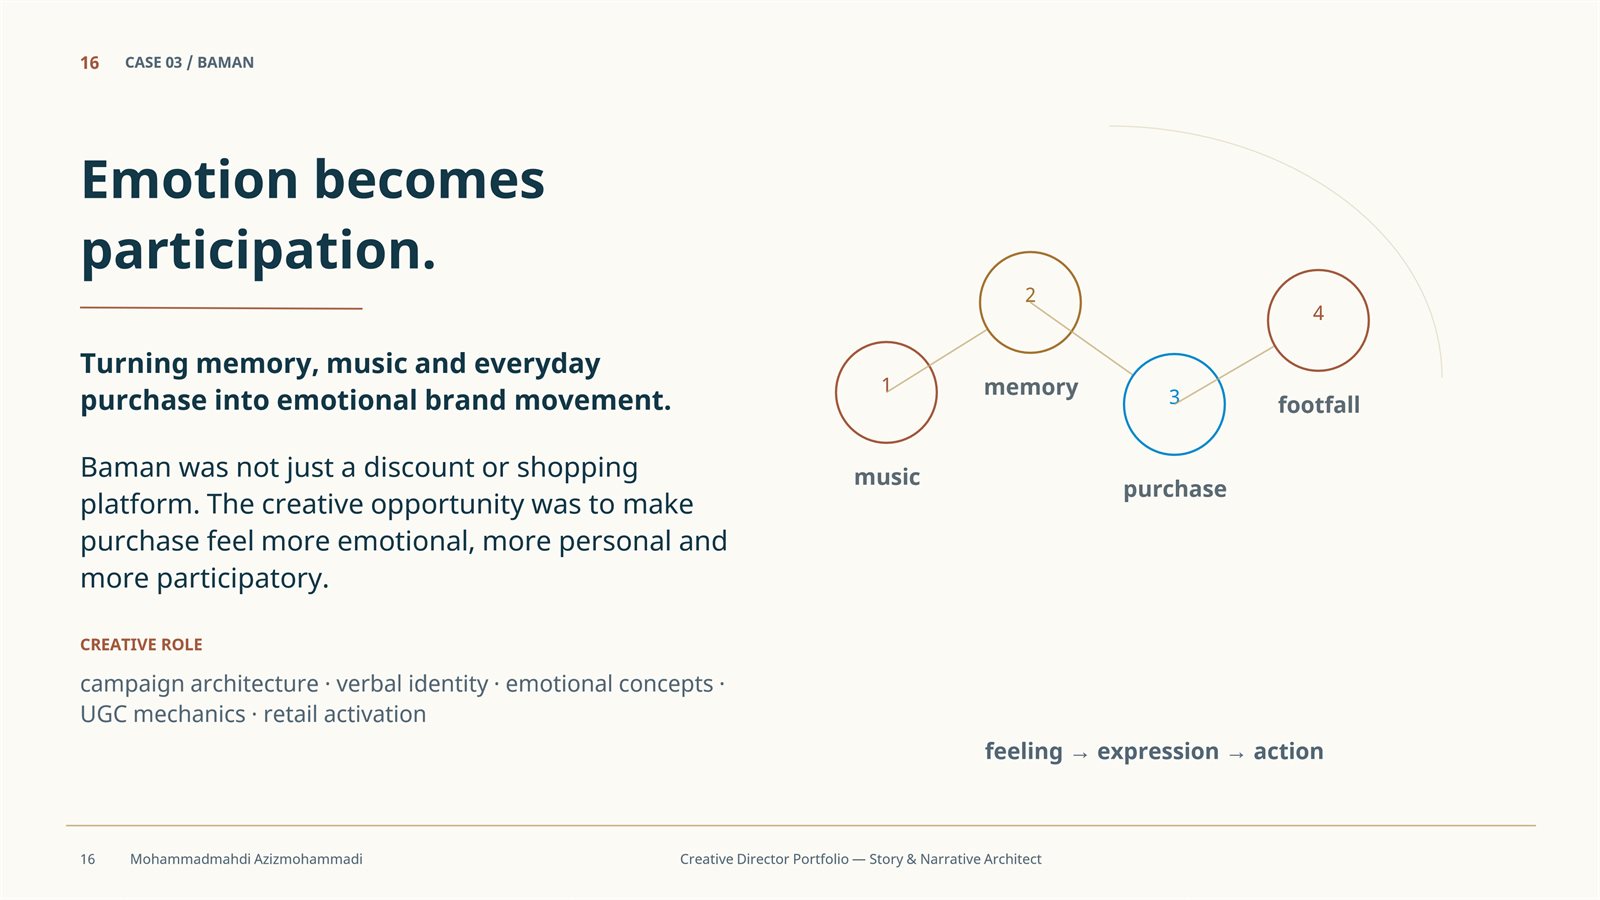 16 CASE 03 / BAMAN
Emotion becomes
participation.
Turning memory, music and everyday
purchase into emotional brand movement.
Baman was not just a discount or shopping
platform. The creative opportunity was to make
purchase feel more emotional, more personal and
more participatory.
CREATIVE ROLE
campaign architecture · verbal identity · emotional concepts ·
UGC mechanics · retail activation
1
music
2
memory
3
purchase
4
footfall
feeling → expression → action
16 Mohammadmahdi Azizmohammadi
Creative Director Portfolio — Story & Narrative Architect